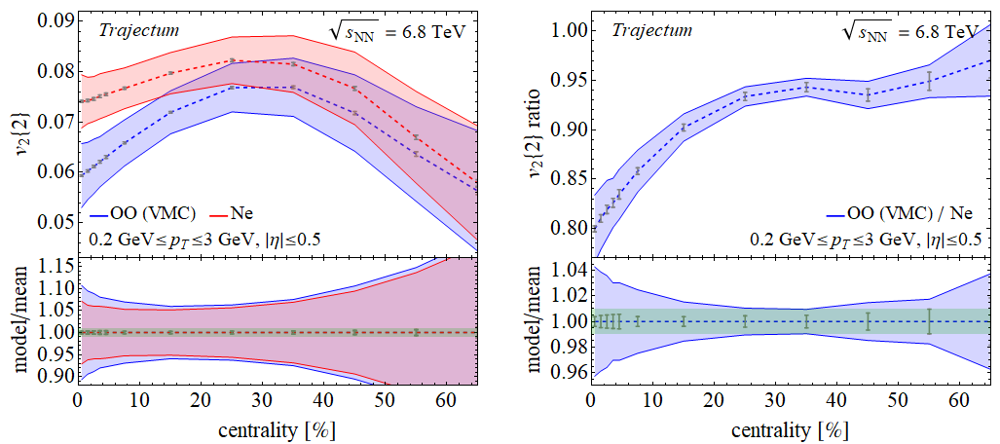 Trajectum
√sNN = 6.8 TeV
0.09
0.08
0.07
0.06
0.05
v2{2}
OO (VMC) Ne
0.2 GeV≤pT≤3 GeV, |η|≤0.5
1.15
1.10
1.05
1.00
0.95
0.90
model/mean
0 10 20 30 40 50 60
centrality [%]
Trajectum
√sNN = 6.8 TeV
1.00
0.95
0.90
0.85
0.80
v2{2} ratio
OO (VMC) / Ne
0.2 GeV≤pT≤3 GeV, |η|≤0.5
1.04
1.02
1.00
0.98
0.96
model/mean
0 10 20 30 40 50 60
centrality [%]